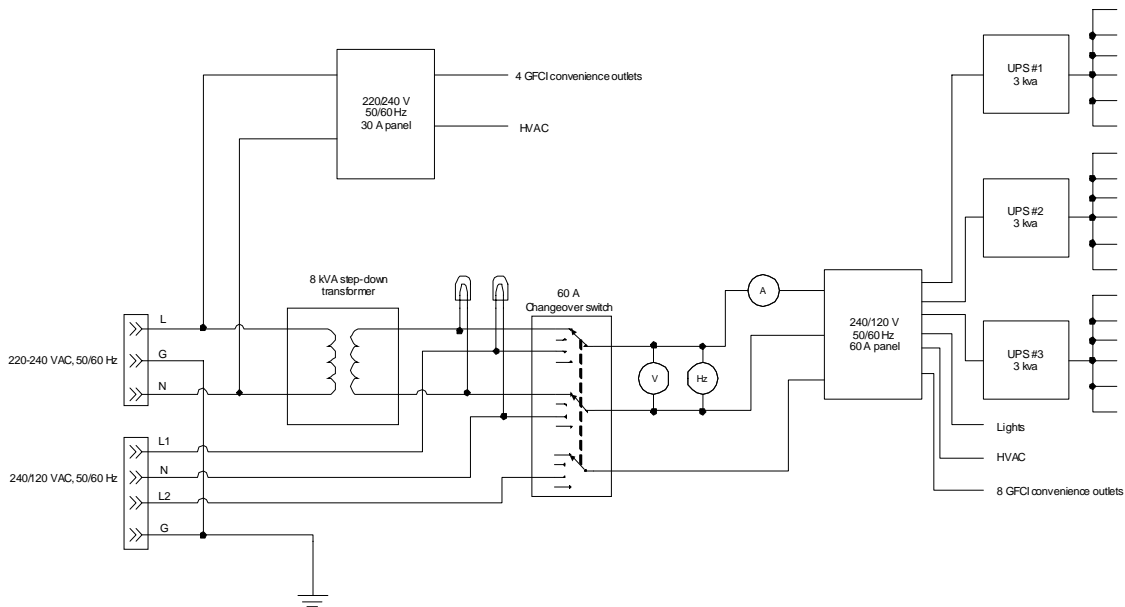 220/240 V
50/60 Hz
30 A panel
4 GFCI convenience outlets
HVAC
UPS #1
3 kva
UPS #2
3 kva
UPS #3
3 kva
8 kVA step-down
transformer
60 A
Changeover switch
A
V
Hz
240/120 V
50/60 Hz
60 A panel
Lights
HVAC
8 GFCI convenience outlets
220-240 VAC, 50/60 Hz
L
G
N
240/120 VAC, 50/60 Hz
L1
N
L2
G